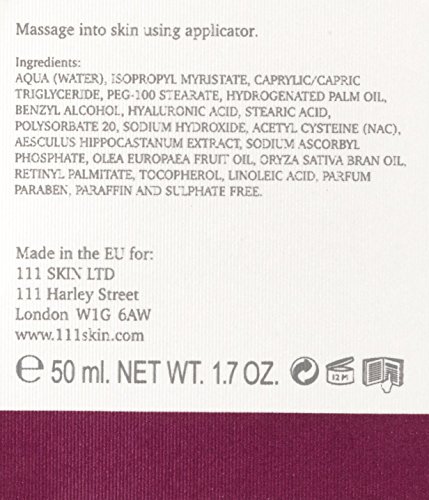 Massage into skin using applicator.
Ingredients:
AQUA (WATER), ISOPROPYL MYRISTATE, CAPRYLIC/CAPRIC
TRIGLYCERIDE, PEG-100 STEARATE, HYDROGENATED PALM OIL,
BENZYL ALCOHOL, HYALURONIC ACID, STEARIC ACID,
POLYSORBATE 20, SODIUM HYDROXIDE, ACETYL CYSTEINE (NAC),
AESCULUS HIPPOCASTANUM EXTRACT, SODIUM ASCORBYL
PHOSPHATE, OLEA EUROPAEA FRUIT OIL, ORYZA SATIVA BRAN OIL,
RETINYL PALMITATE, TOCOPHEROL, LINOLEIC ACID, PARFUM
PARABEN, PARAFFIN AND SULPHATE FREE.
Made in the EU for:
111 SKIN LTD
111 Harley Street
London W1G 6AW
www.111skin.com
℮ 50 ml. NET WT. 1.7 OZ. 12 M